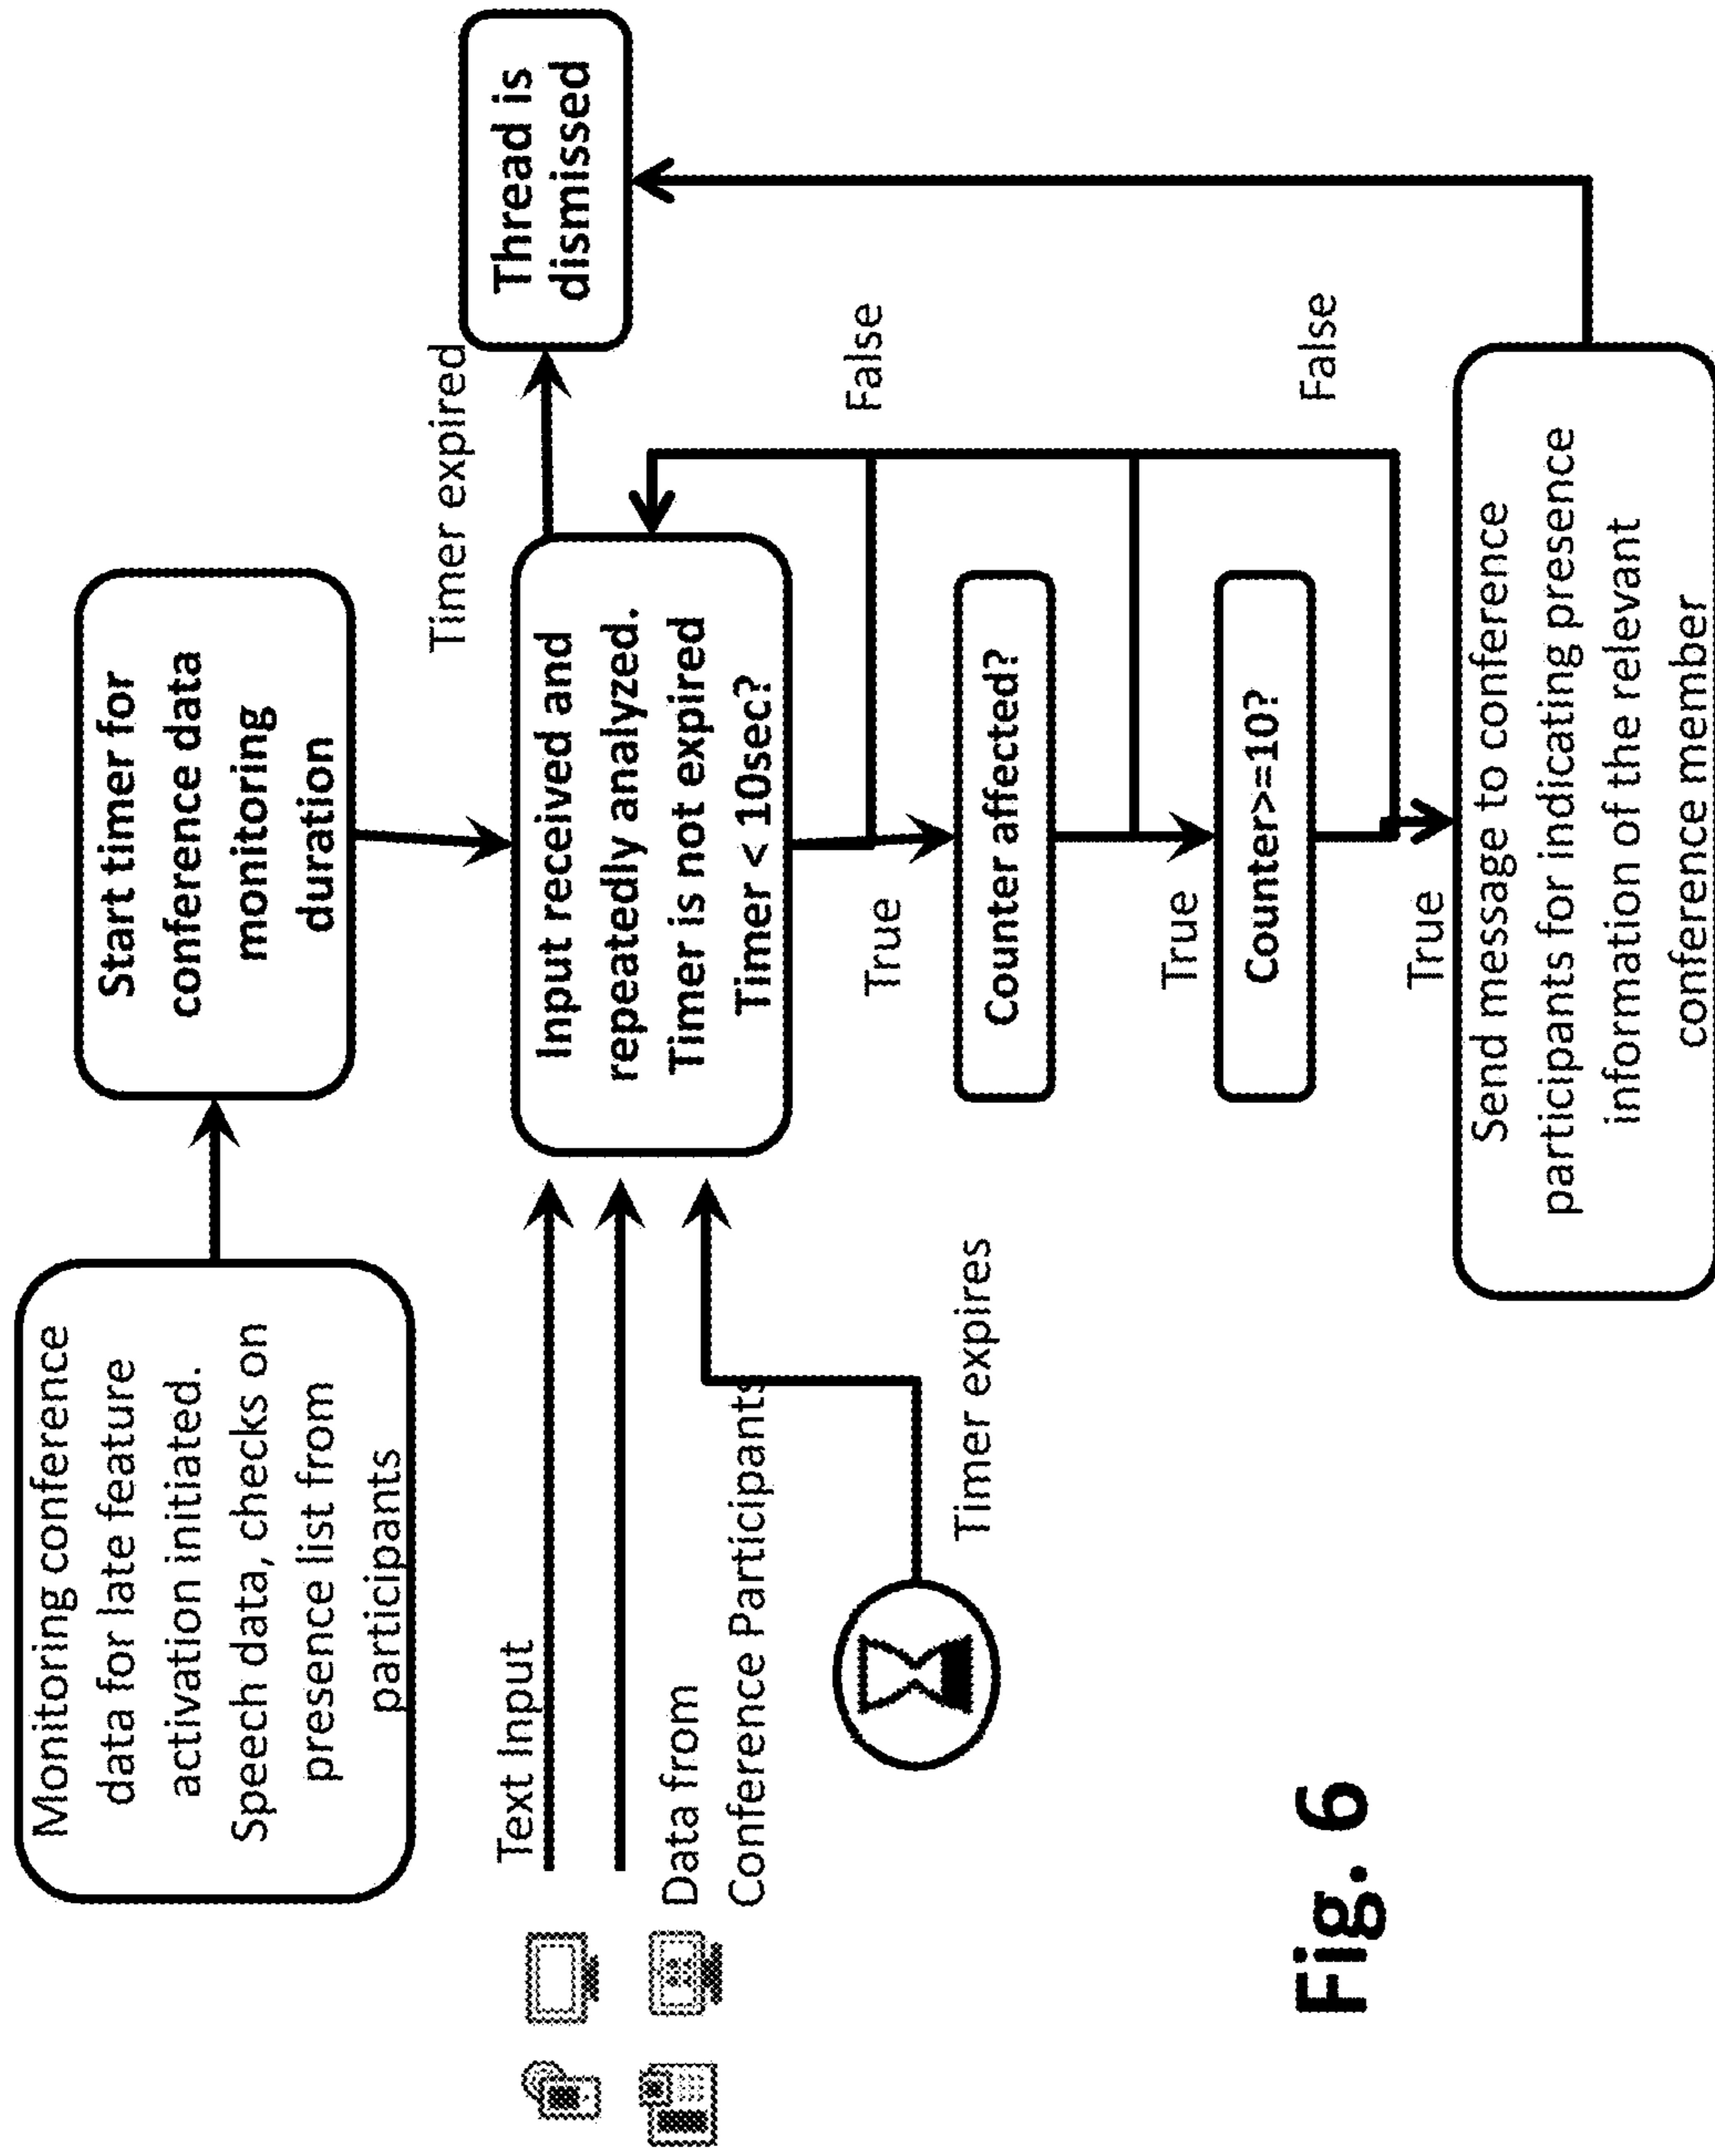 Monitoring conference
data for late feature
activation initiated.
Speech data, checks on
presence list from
participants
Start timer for
conference data
monitoring
duration
Text Input
Data from
Conference Participants
Timer expires
Input received and
repeatedly analyzed.
Timer is not expired
Timer < 10sec?
Timer expired
Thread is
dismissed
True
False
Counter affected?
True
Counter>=10?
True
False
Send message to conference
participants for indicating presence
information of the relevant
conference member
Fig. 6